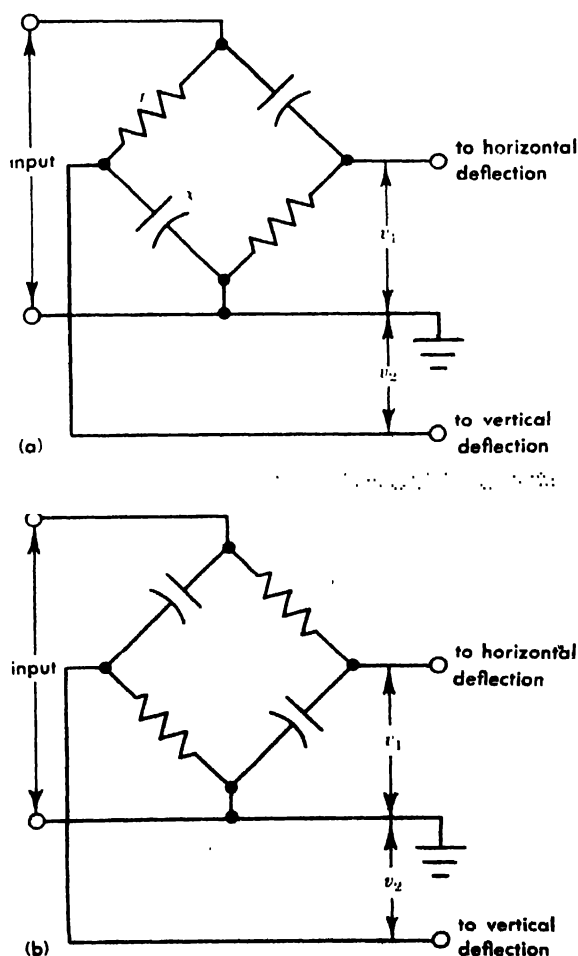 input
r
x
to horizontal
deflection
v₁
v₂
to vertical
deflection
(a)
input
to horizontal
deflection
v₁
v₂
to vertical
deflection
(b)